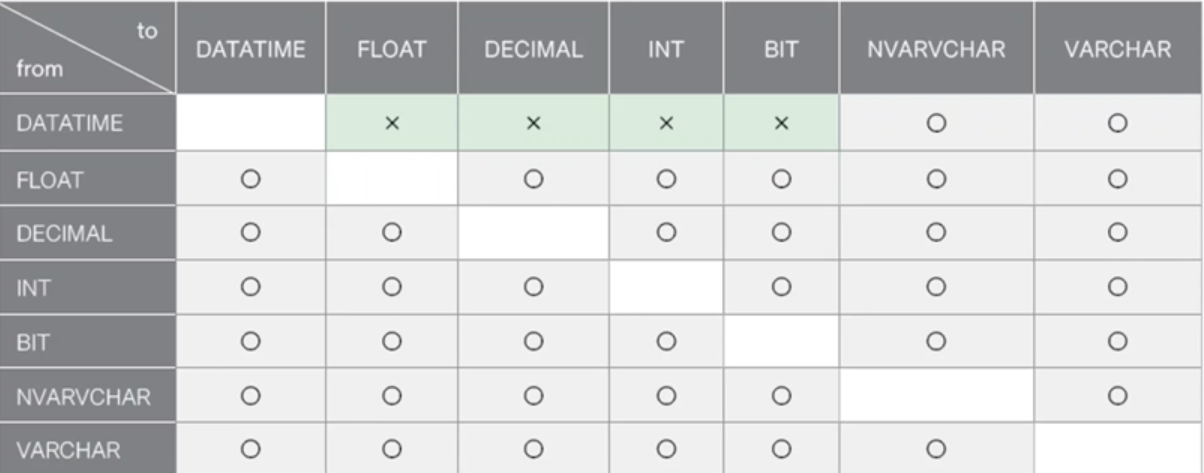 to
from
DATATIME FLOAT DECIMAL INT BIT NVARVCHAR VARCHAR
DATATIME × × × × ○ ○
FLOAT ○ ○ ○ ○ ○ ○
DECIMAL ○ ○ ○ ○ ○ ○
INT ○ ○ ○ ○ ○ ○
BIT ○ ○ ○ ○ ○ ○
NVARVCHAR ○ ○ ○ ○ ○ ○
VARCHAR ○ ○ ○ ○ ○ ○